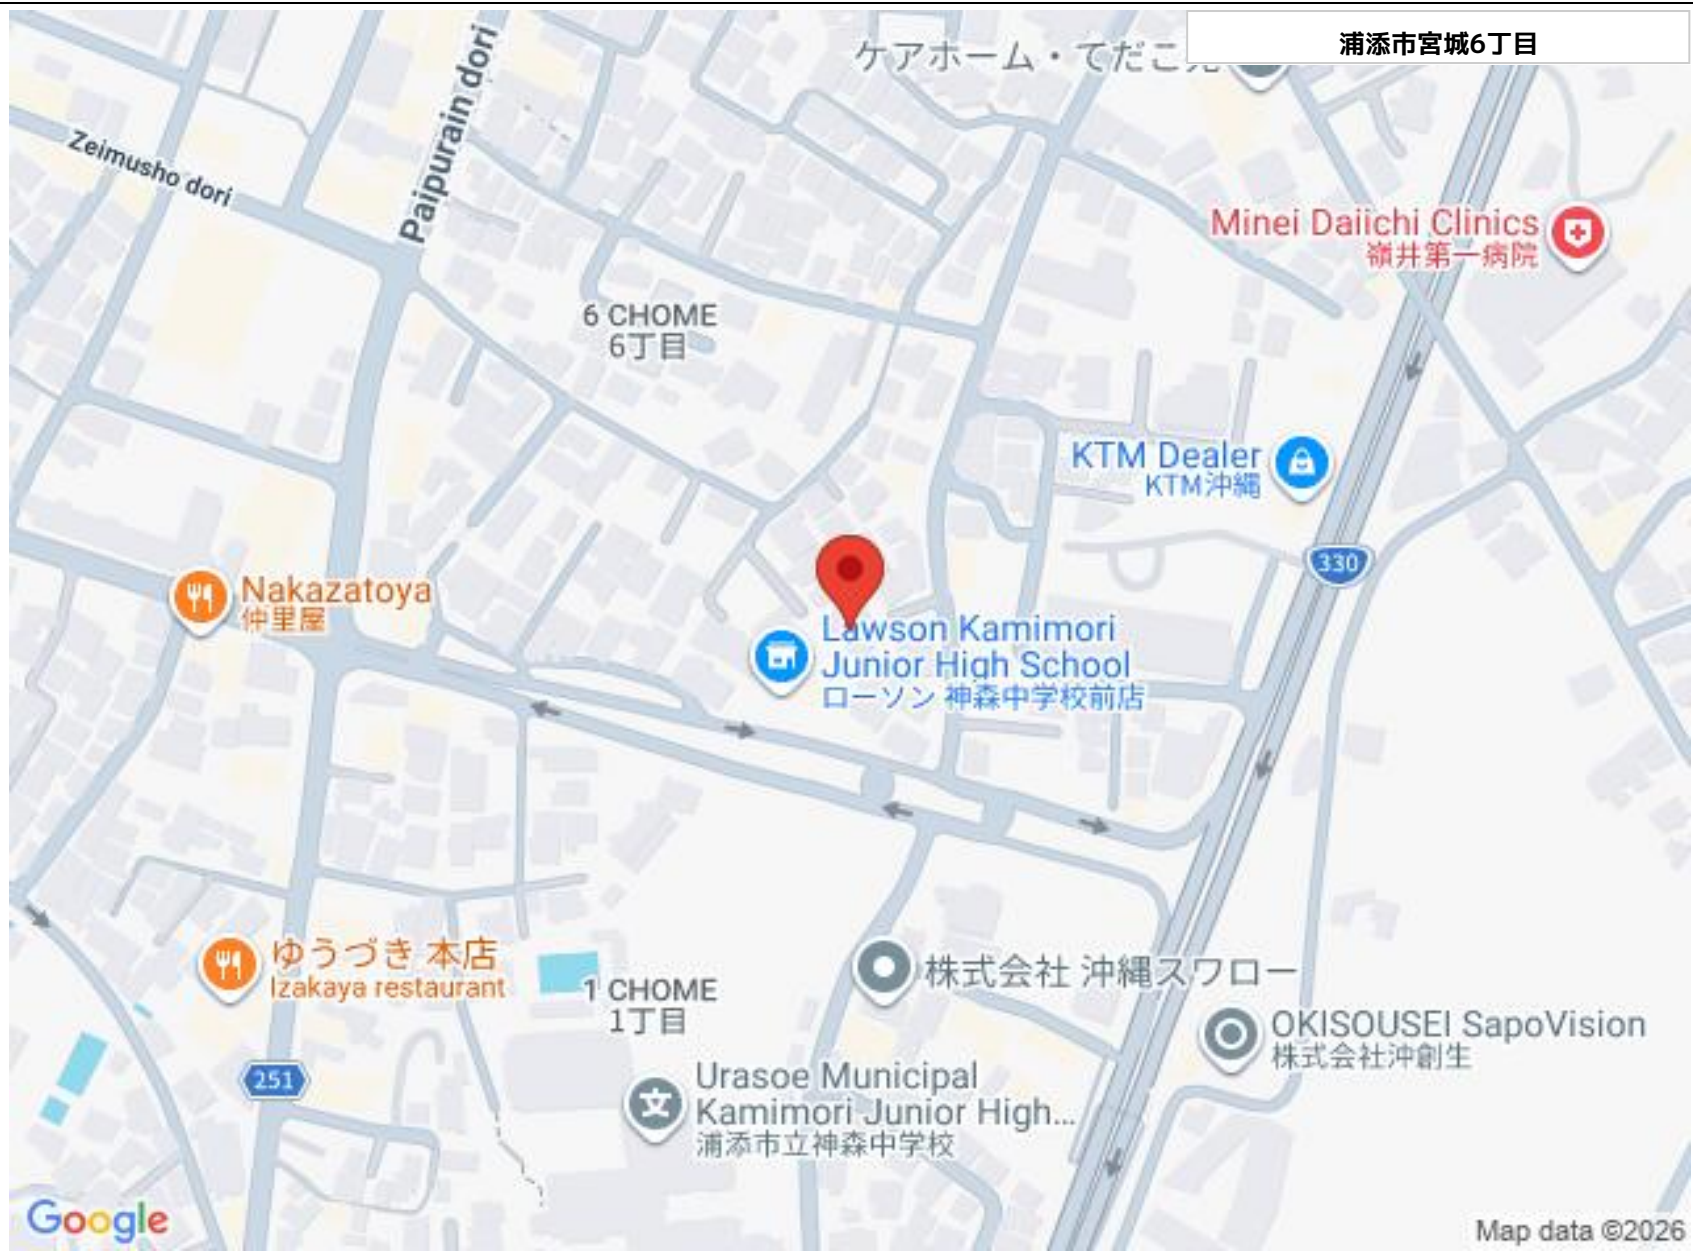 浦添市宮城6丁目
ケアホーム・てだこ
Paipurain dori
Zeimusho dori
Minei Daiichi Clinics
嶺井第一病院
6 CHOME
6丁目
KTM Dealer
KTM沖縄
330
Nakazatoya
仲里屋
Lawson Kamimori
Junior High School
ローソン 神森中学校前店
ゆうづき 本店
Izakaya restaurant
1 CHOME
1丁目
株式会社 沖縄スワロー
OKISOUSEI SapoVision
株式会社沖創生
251
Urasoe Municipal
Kamimori Junior High...
浦添市立神森中学校
Google
Map data ©2026